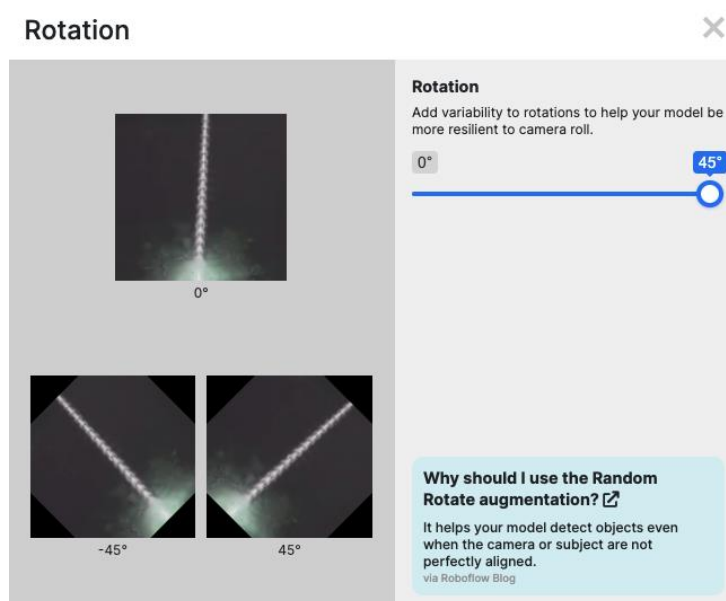 Rotation
Rotation
Add variability to rotations to help your model be
more resilient to camera roll.
0°
45°
0°
-45°
45°
Why should I use the Random
Rotate augmentation?
It helps your model detect objects even
when the camera or subject are not
perfectly aligned.
via Roboflow Blog